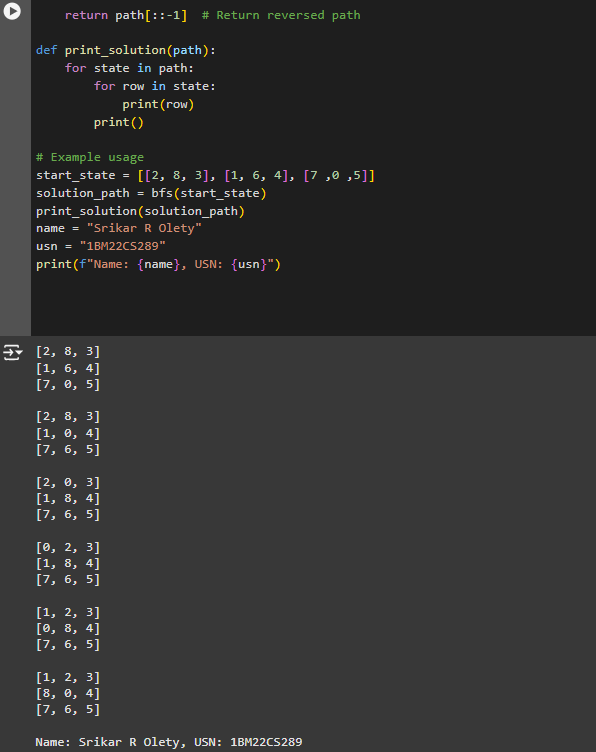 return path[::-1]  # Return reversed path
def print_solution(path):
for state in path:
for row in state:
print(row)
print()
# Example usage
start_state = [[2, 8, 3], [1, 6, 4], [7 ,0 ,5]]
solution_path = bfs(start_state)
print_solution(solution_path)
name = "Srikar R Olety"
usn = "1BM22CS289"
print(f"Name: {name}, USN: {usn}")
[2, 8, 3]
[1, 6, 4]
[7, 0, 5]
[2, 8, 3]
[1, 0, 4]
[7, 6, 5]
[2, 0, 3]
[1, 8, 4]
[7, 6, 5]
[0, 2, 3]
[1, 8, 4]
[7, 6, 5]
[1, 2, 3]
[0, 8, 4]
[7, 6, 5]
[1, 2, 3]
[8, 0, 4]
[7, 6, 5]
Name: Srikar R Olety, USN: 1BM22CS289